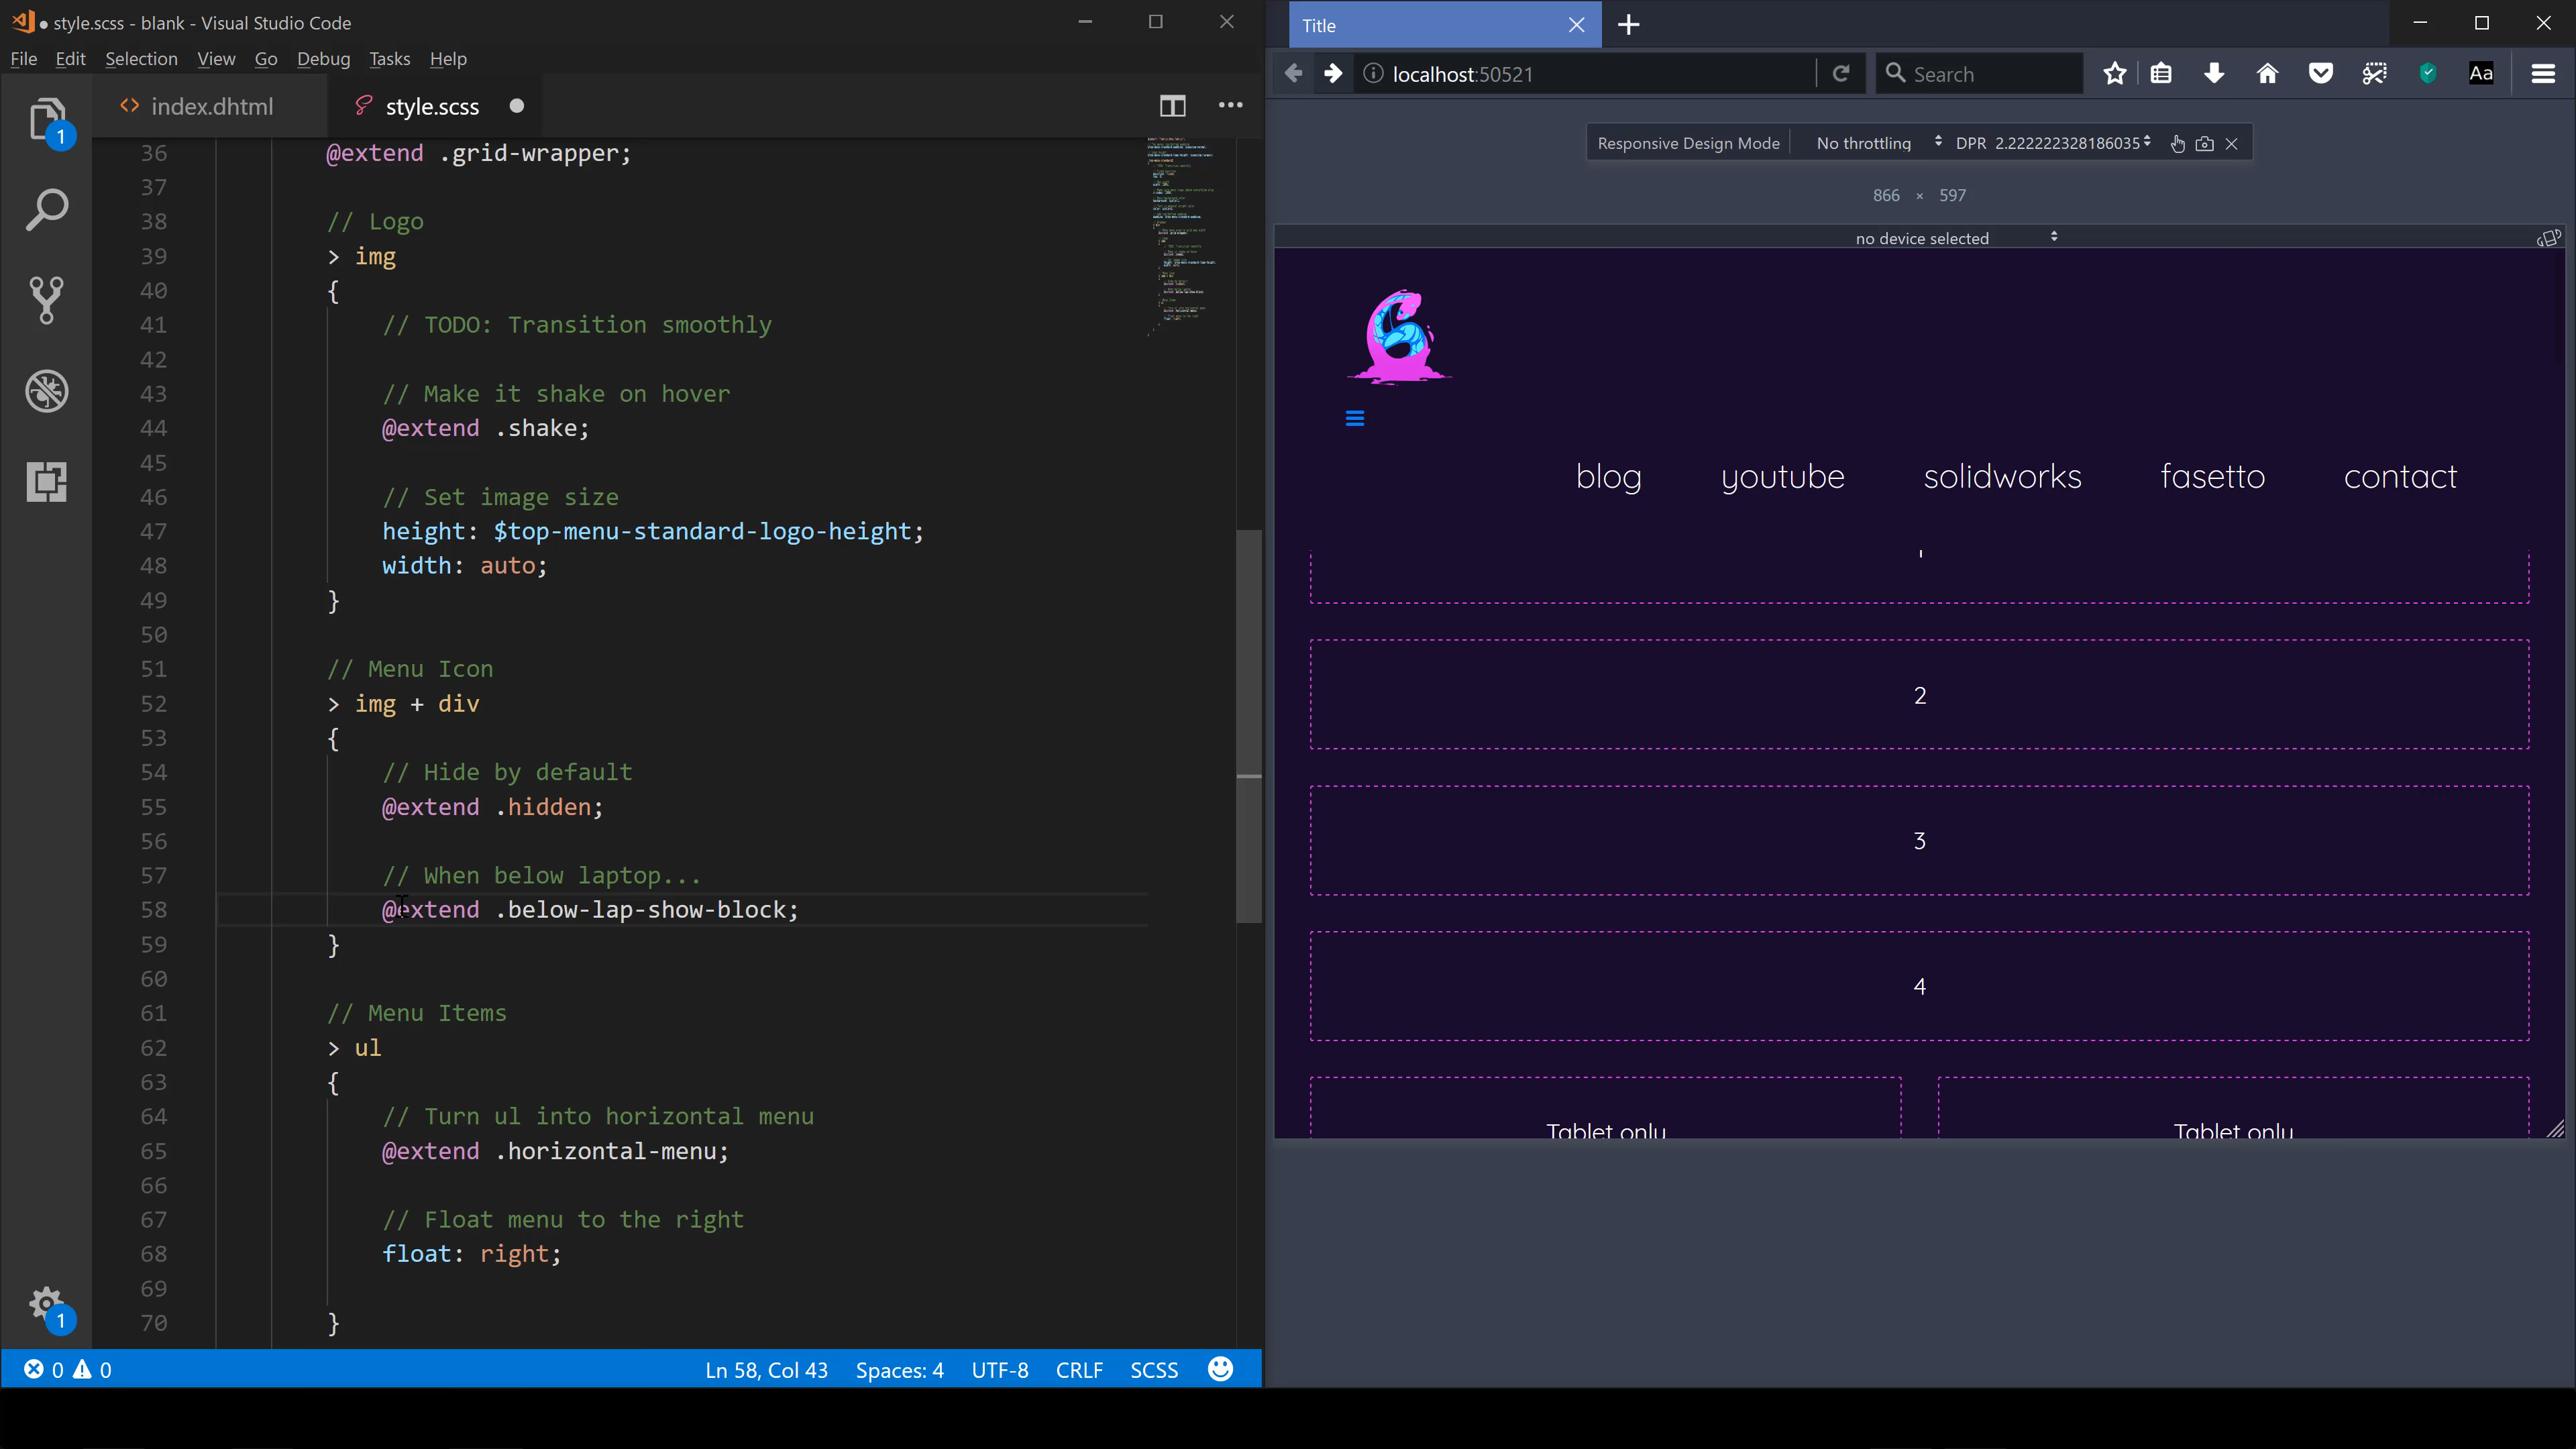 style.scss - blank - Visual Studio Code
File Edit Selection View Go Debug Tasks Help
1
<> index.dhtml
style.scss
36 @extend .grid-wrapper;
37
38 // Logo
39 > img
40 {
41 // TODO: Transition smoothly
42
43 // Make it shake on hover
44 @extend .shake;
45
46 // Set image size
47 height: $top-menu-standard-logo-height;
48 width: auto;
49 }
50
51 // Menu Icon
52 > img + div
53 {
54 // Hide by default
55 @extend .hidden;
56
57 // When below laptop...
58 @extend .below-lap-show-block;
59 }
60
61 // Menu Items
62 > ul
63 {
64 // Turn ul into horizontal menu
65 @extend .horizontal-menu;
66
67 // Float menu to the right
68 float: right;
69
70 }
1
0 0
Ln 58, Col 43 Spaces: 4 UTF-8 CRLF SCSS
Title
localhost:50521
Search
Aa
Responsive Design Mode No throttling DPR 2.222222328186035
866 × 597
no device selected
blog youtube solidworks fasetto contact
2
3
4
Tablet only Tablet only